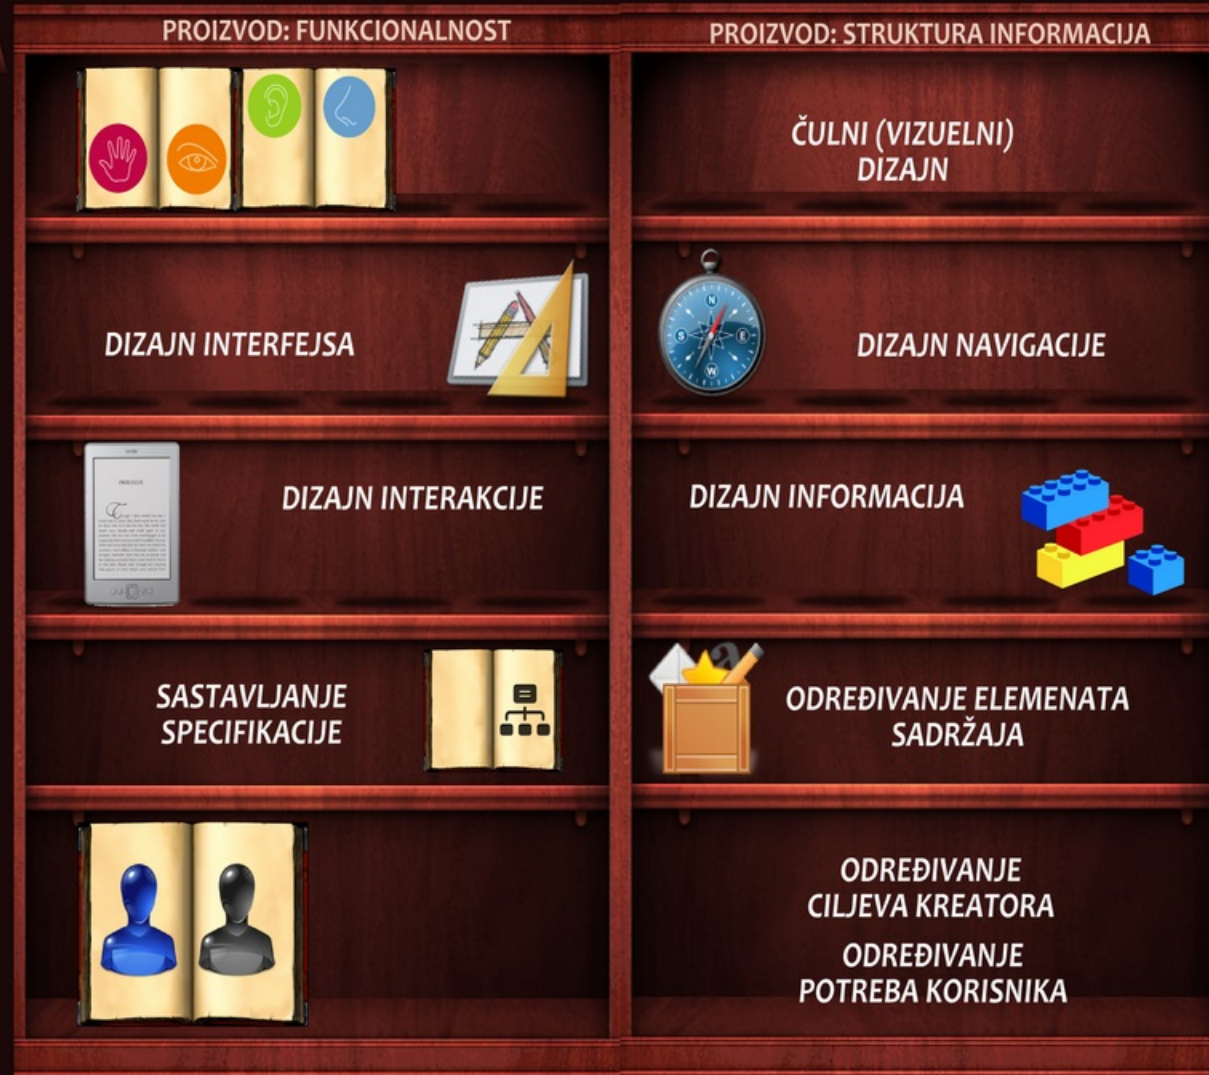 PROIZVOD: FUNKCIONALNOST
PROIZVOD: STRUKTURA INFORMACIJA
ČULNI (VIZUELNI)
DIZAJN
DIZAJN INTERFEJSA
N
S
E
W
DIZAJN NAVIGACIJE
DIZAJN INTERAKCIJE
DIZAJN INFORMACIJA
SASTAVLJANJE
SPECIFIKACIJE
a
ODREĐIVANJE ELEMENATA
SADRŽAJA
ODREĐIVANJE
CILJEVA KREATORA
ODREĐIVANJE
POTREBA KORISNIKA